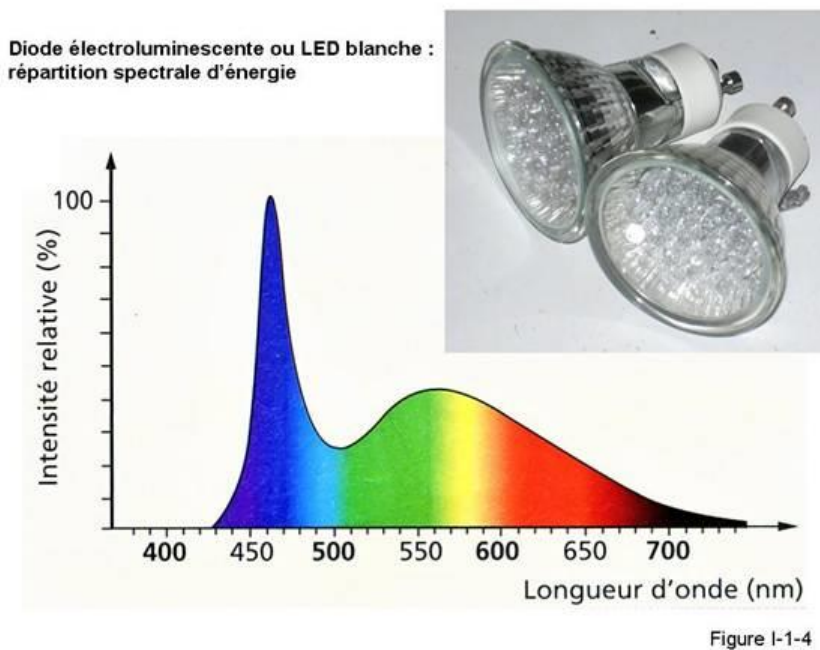 Diode électroluminescente ou LED blanche :
répartition spectrale d'énergie
100
Intensité relative (%)
400 450 500 550 600 650 700
Longueur d'onde (nm)
Figure I-1-4